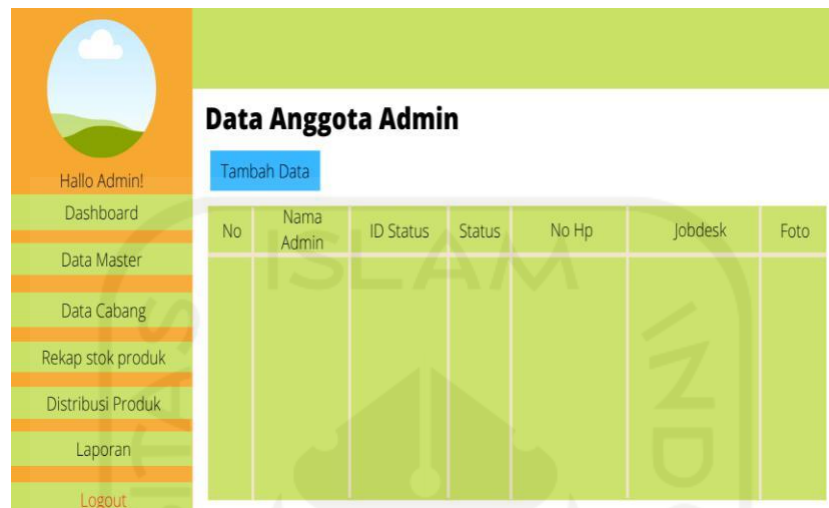 Hallo Admin!
Dashboard
Data Master
Data Cabang
Rekap stok produk
Distribusi Produk
Laporan
Logout
Data Anggota Admin
Tambah Data
No
Nama
Admin
ID Status
Status
No Hp
Jobdesk
Foto
ISLAM